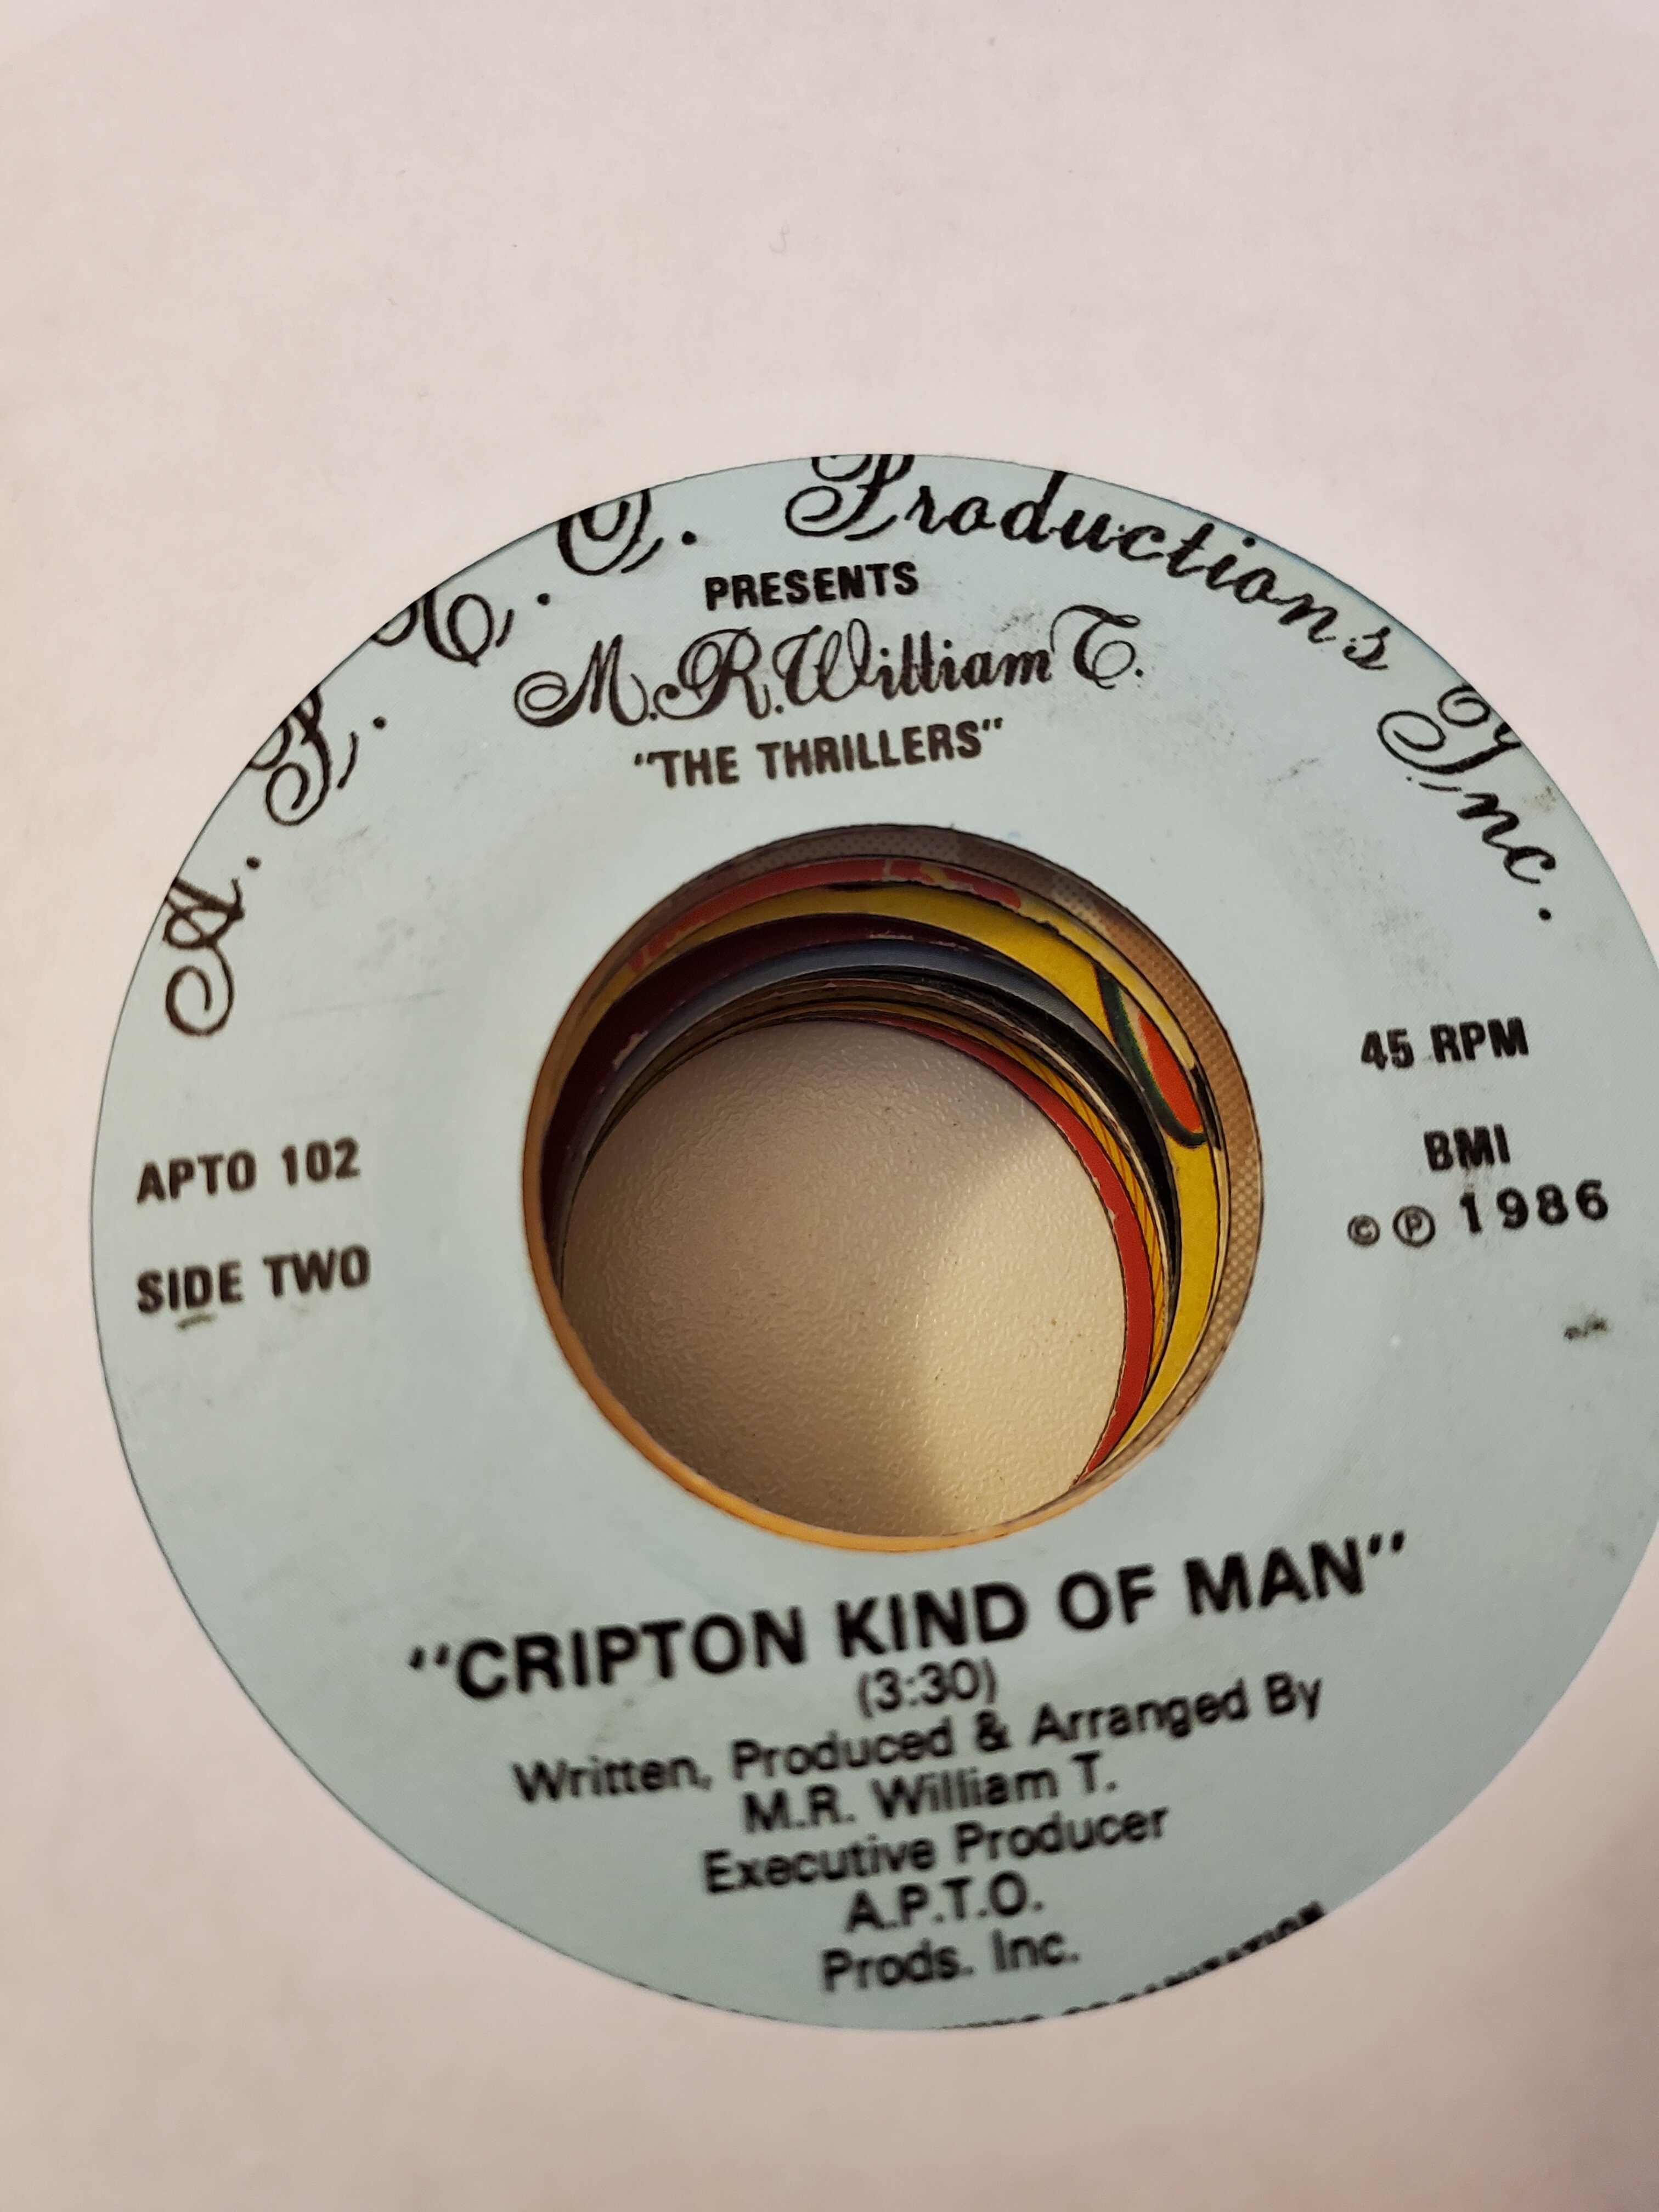 A. P. T. O. Productions, Inc.
PRESENTS
M.R. William T.
"THE THRILLERS"
APTO 102
SIDE TWO
45 RPM
BMI
© ℗ 1986
"CRIPTON KIND OF MAN"
(3:30)
Written, Produced & Arranged By
M.R. William T.
Executive Producer
A.P.T.O.
Prods. Inc.